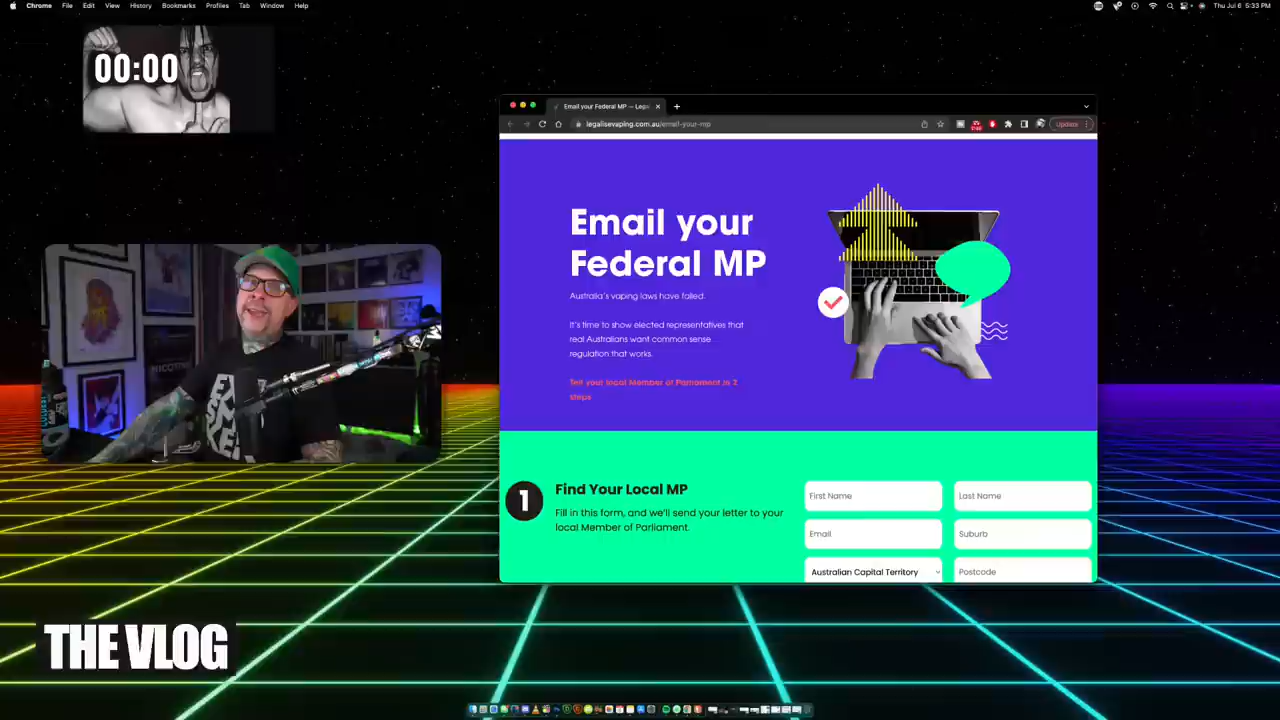 Chrome File Edit View History Bookmarks Profiles Tab Window Help
Thu Jul 6 5:33 PM
00:00
Email your Federal MP — Lega
legalisevaping.com.au/email-your-mp
Update
Email your
Federal MP
Australia's vaping laws have failed.
It's time to show elected representatives that
real Australians want common sense
regulation that works.
Tell your local Member of Parliament in 2
steps
1
Find Your Local MP
Fill in this form, and we'll send your letter to your
local Member of Parliament.
First Name
Last Name
Email
Suburb
Australian Capital Territory
Postcode
THE VLOG